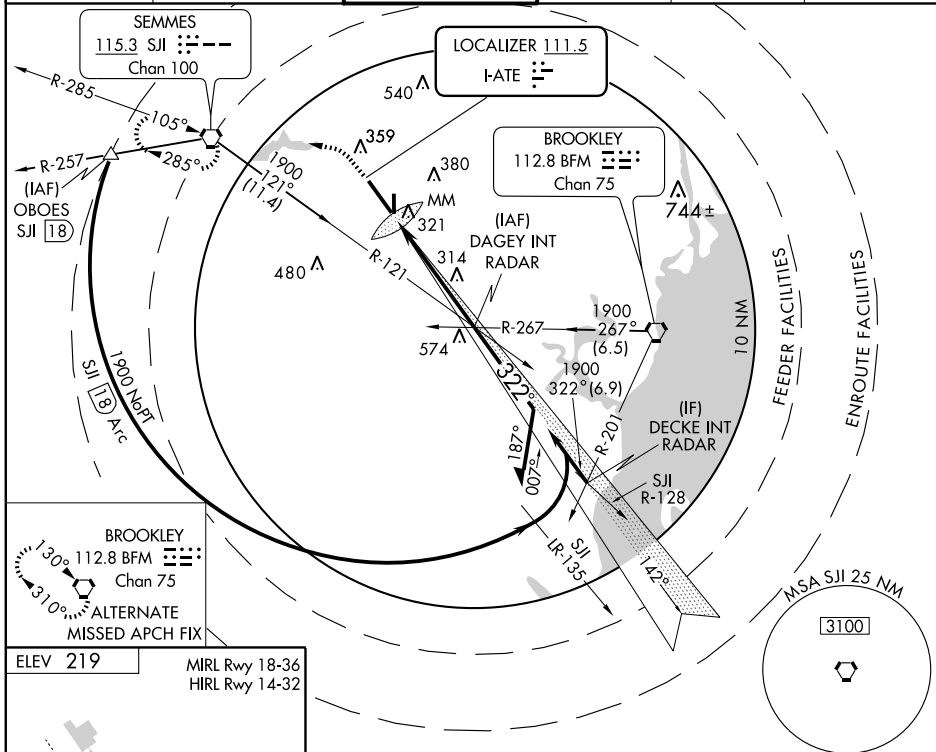 SEMMES
115.3 SJI
Chan 100
LOCALIZER 111.5
I-ATE
BROOKLEY
112.8 BFM
Chan 75
R-285
105°
285°
R-257
(IAF)
OBOES
SJI 18
1900
121°
(11.4)
R-121
540
359
380
MM
321
314
480
574
744±
(IAF)
DAGEY INT
RADAR
R-267
1900
267°
(6.5)
1900
322° (6.9)
322°
187°
007°
R-201
(IF)
DECKE INT
RADAR
SJI
R-128
SJI
LR-135
142°
1900 NoPT
SJI 18 Arc
10 NM
FEEDER FACILITIES
ENROUTE FACILITIES
BROOKLEY
112.8 BFM
Chan 75
130°
310°
ALTERNATE
MISSED APCH FIX
MSA SJI 25 NM
3100
ELEV 219
MIRL Rwy 18-36
HIRL Rwy 14-32